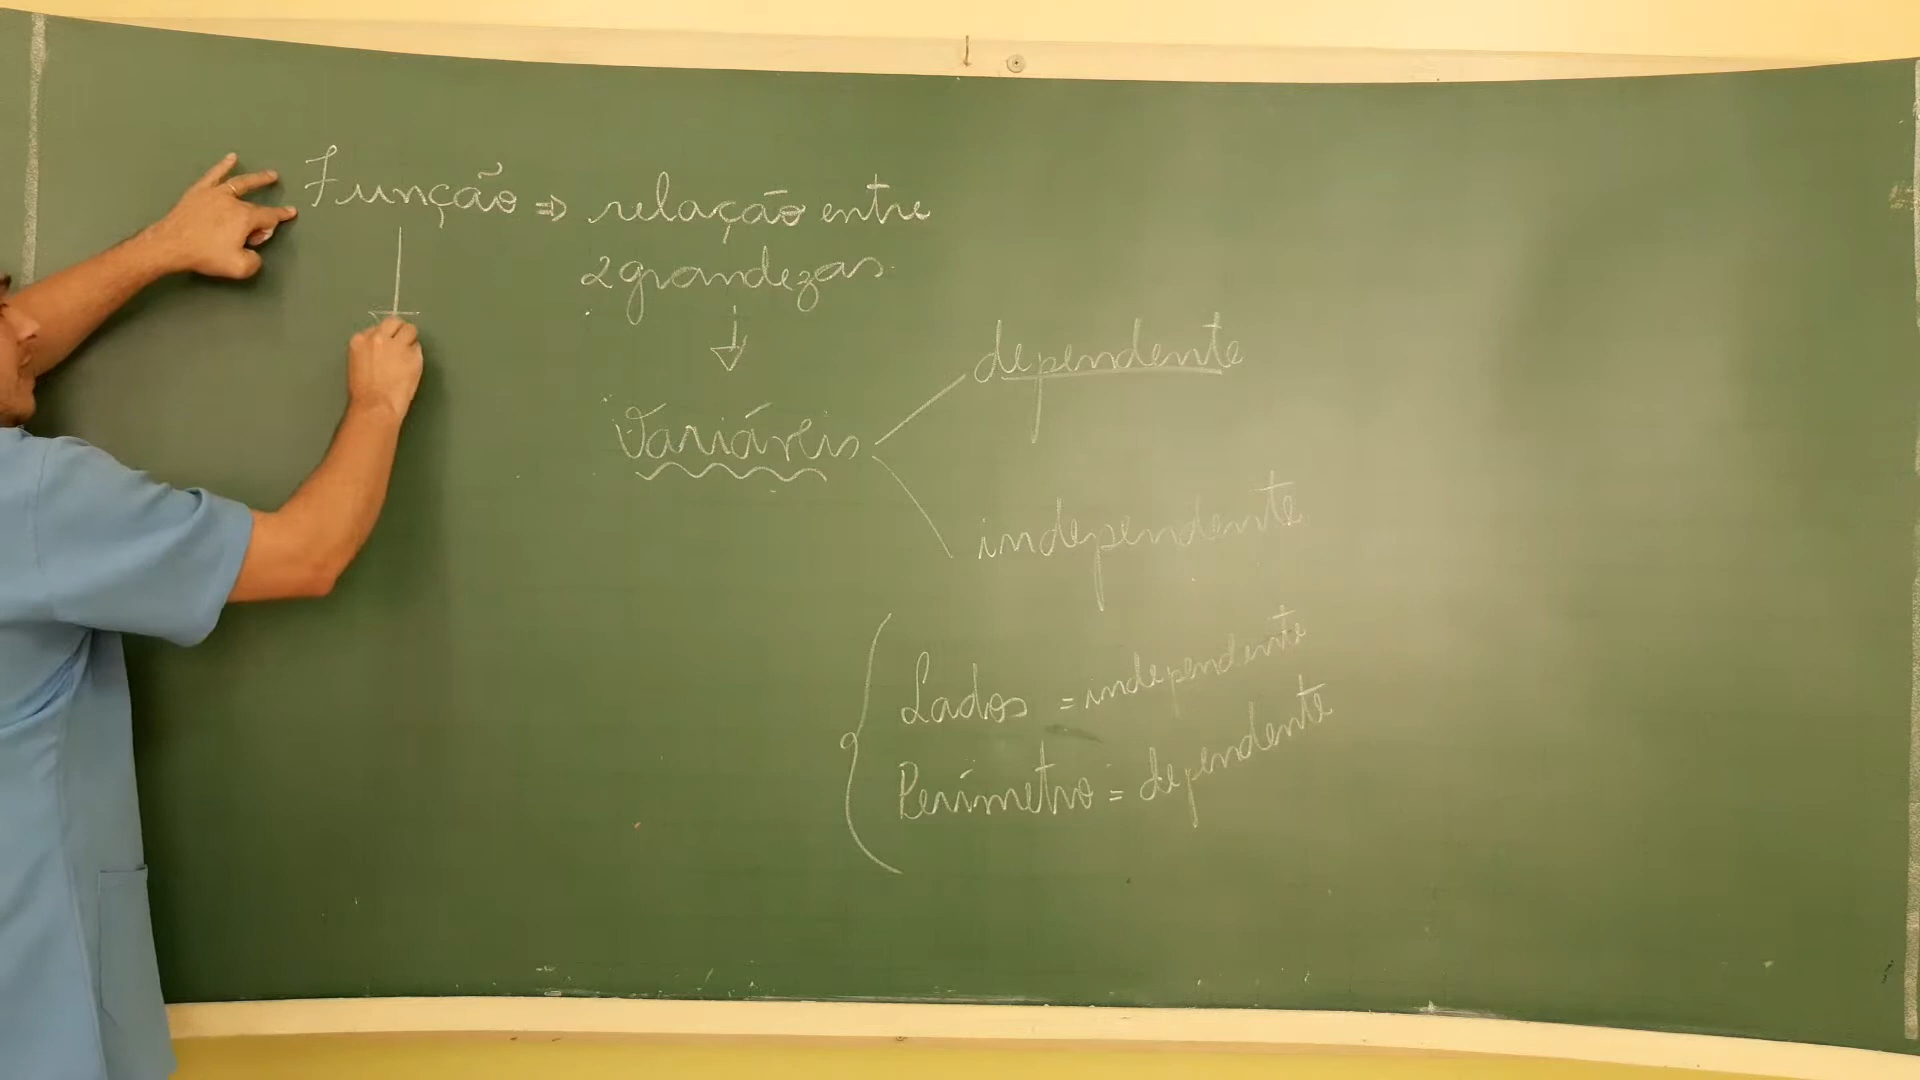 Função ⇒ relação entre
2 grandezas
Variáveis
dependente
independente
Lados = independente
Perímetro = dependente